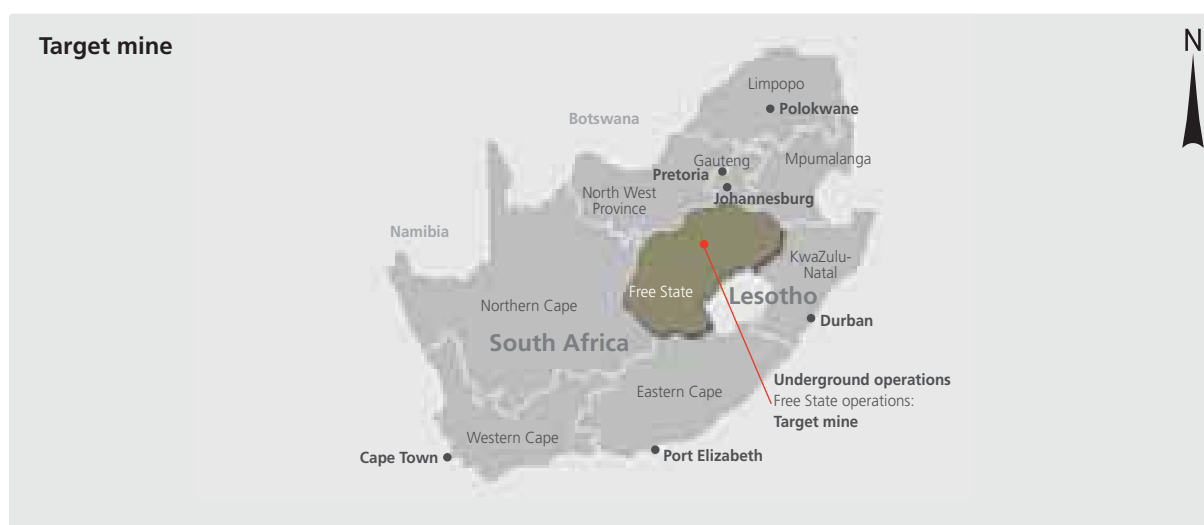 Target mine
N
Limpopo
Polokwane
Botswana
Gauteng
Mpumalanga
Pretoria
North West
Province
Johannesburg
Namibia
KwaZulu-
Natal
Free State
Lesotho
Northern Cape
Durban
South Africa
Underground operations
Free State operations:
Target mine
Eastern Cape
Western Cape
Cape Town
Port Elizabeth